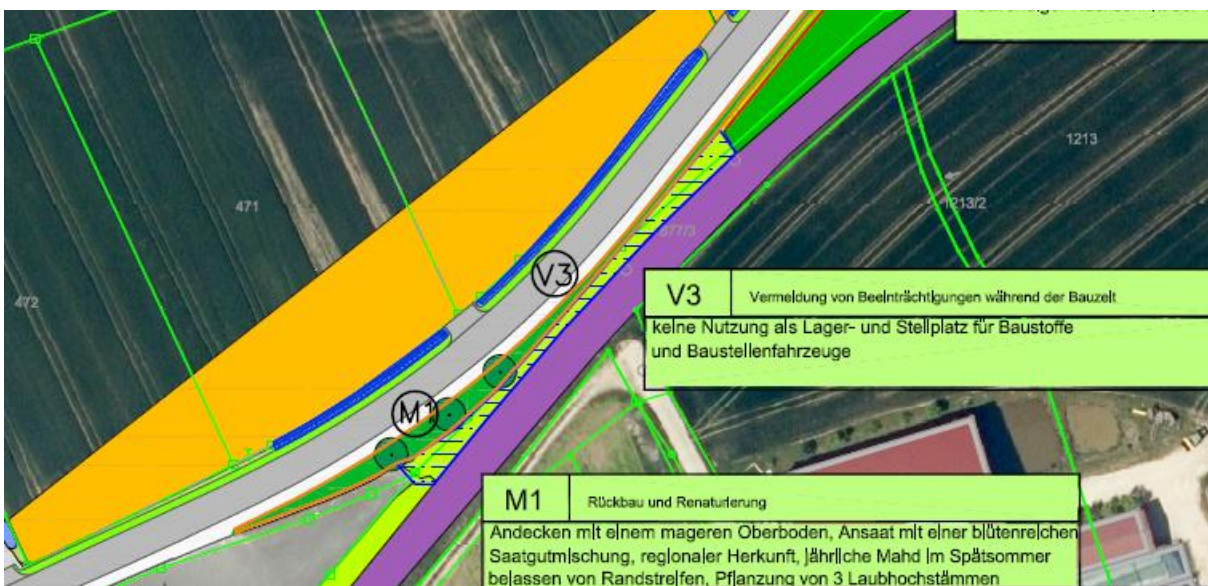 1213
471
1213/2
677/3
472
V3
V3
Vermeidung von Beeinträchtigungen während der Bauzeit
keine Nutzung als Lager- und Stellplatz für Baustoffe
und Baustellenfahrzeuge
M1
M1
Rückbau und Renaturierung
Andecken mit einem mageren Oberboden, Ansaat mit einer blütenreichen
Saatgutmischung, regionaler Herkunft, jährliche Mahd im Spätsommer
belassen von Randstreifen, Pflanzung von 3 Laubhochstämmen